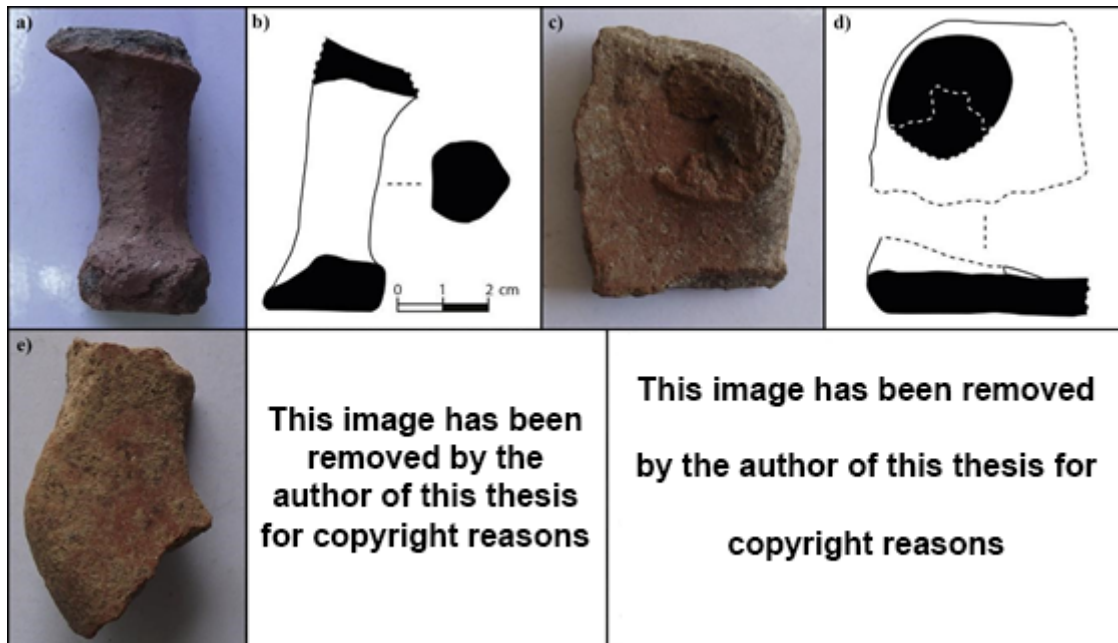 a)
b)
c)
d)
0 1 2 cm
e)
This image has been
removed by the
author of this thesis
for copyright reasons
This image has been removed
by the author of this thesis for
copyright reasons